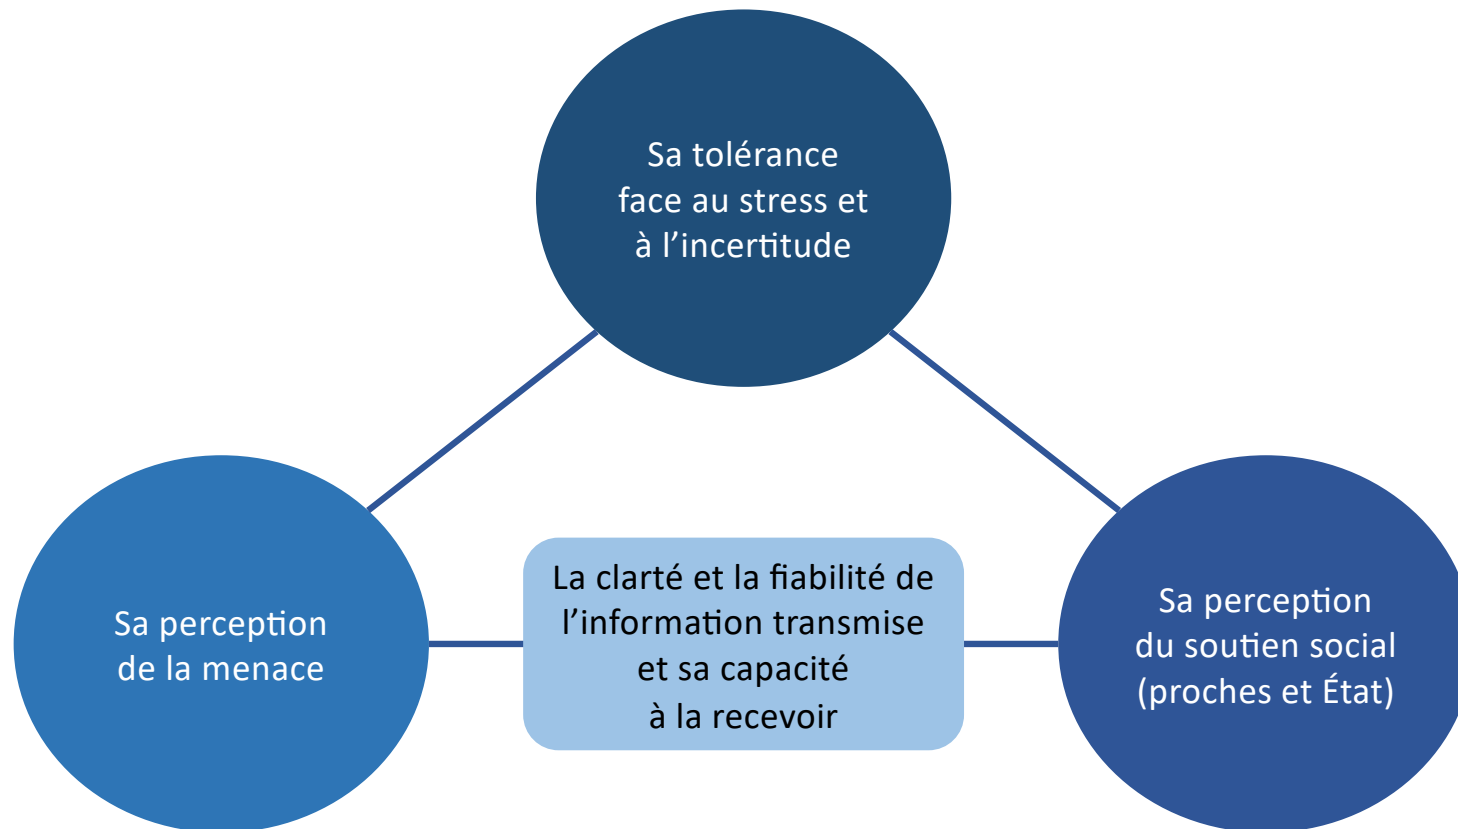 Sa tolérance
face au stress et
à l’incertitude
La clarté et la fiabilité de
l’information transmise
et sa capacité
à la recevoir
Sa perception
de la menace
Sa perception
du soutien social
(proches et État)